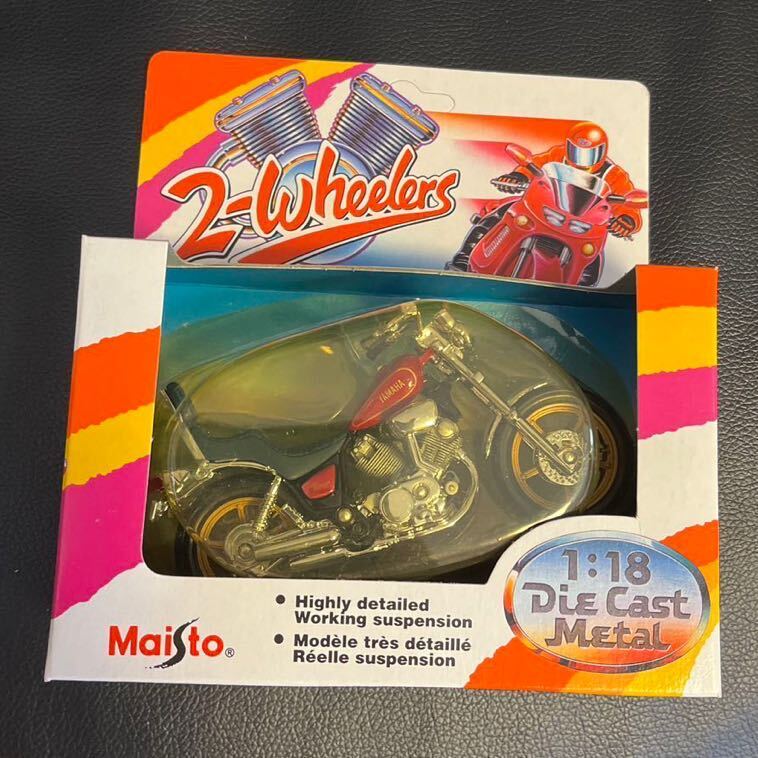 2-Wheelers
YAMAHA
• Highly detailed
Working suspension
• Modèle très détaillé
Réelle suspension
Maisto®
1:18
Die Cast
Metal